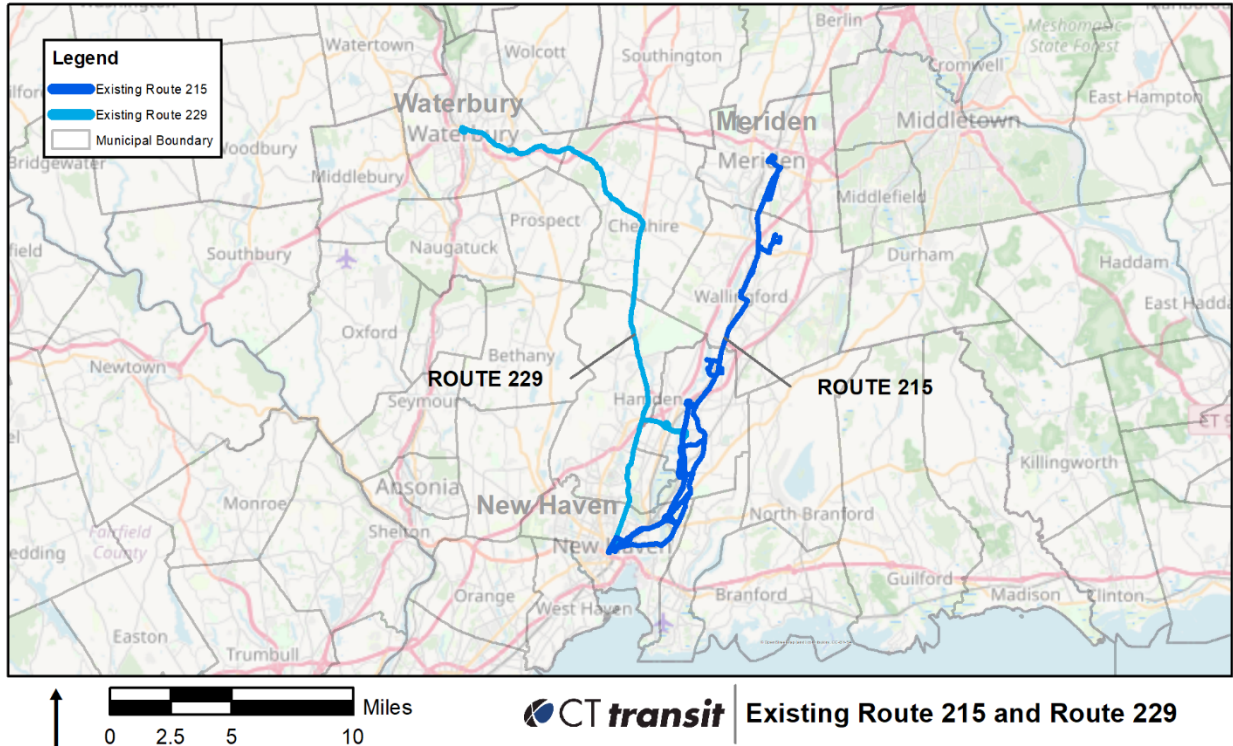 Legend
Existing Route 215
Existing Route 229
Municipal Boundary
Watertown
Wolcott
Southington
Berlin
Meshomasic
State Forest
Cromwell
East Hampton
Waterbury
Waterbury
Meriden
Meriden
Middletown
Woodbury
Bridgewater
Middlebury
Middlefield
Prospect
Cheshire
Naugatuck
Southbury
Durham
Haddam
Wallingford
East Hadda
Oxford
Bethany
Newtown
ROUTE 229
ROUTE 215
Seymour
Hamden
CT 9
Killingworth
Ansonia
Monroe
New Haven
North Branford
Fairfield
County
Shelton
edding
New Haven
Guilford
Madison
Clinton
Orange
West Haven
Branford
Easton
Trumbull
Miles
0 2.5 5 10
CT transit
Existing Route 215 and Route 229